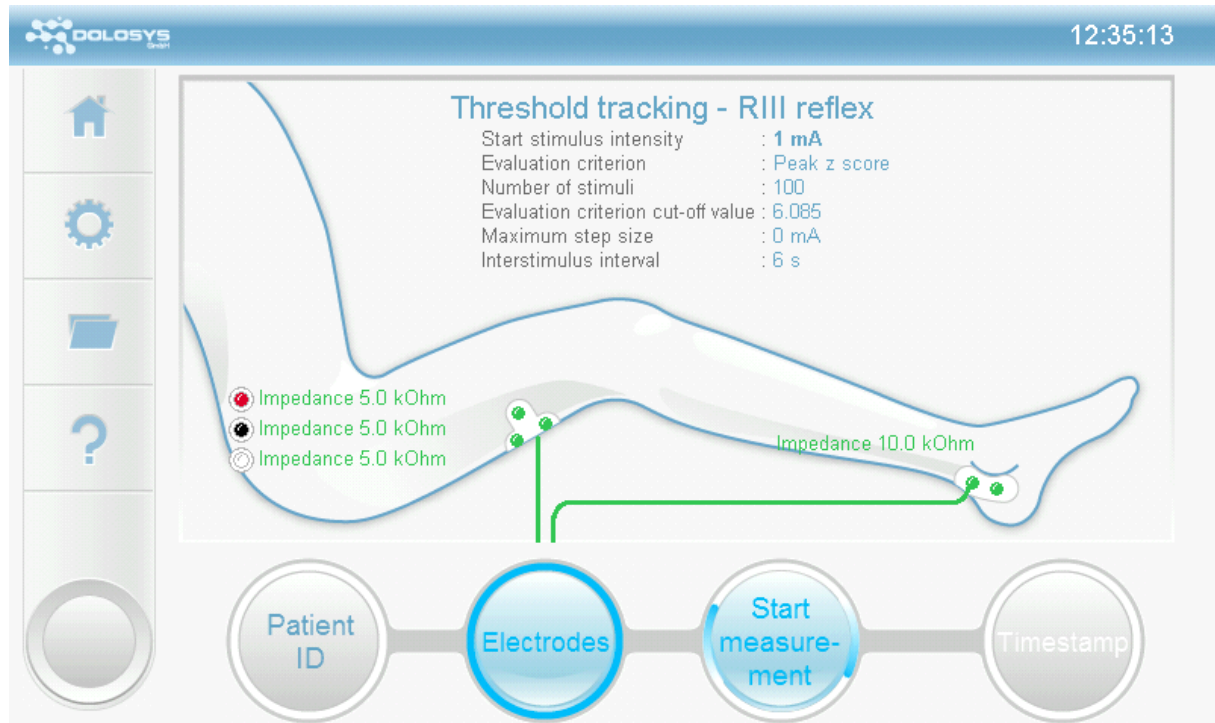 DOLOSYS
GmbH
12:35:13
Threshold tracking - RIII reflex
Start stimulus intensity : 1 mA
Evaluation criterion : Peak z score
Number of stimuli : 100
Evaluation criterion cut-off value : 6.085
Maximum step size : 0 mA
Interstimulus interval : 6 s
Impedance 5.0 kOhm
Impedance 5.0 kOhm
Impedance 5.0 kOhm
Impedance 10.0 kOhm
?
Patient
ID
Electrodes
Start
measure-
ment
Timestamp